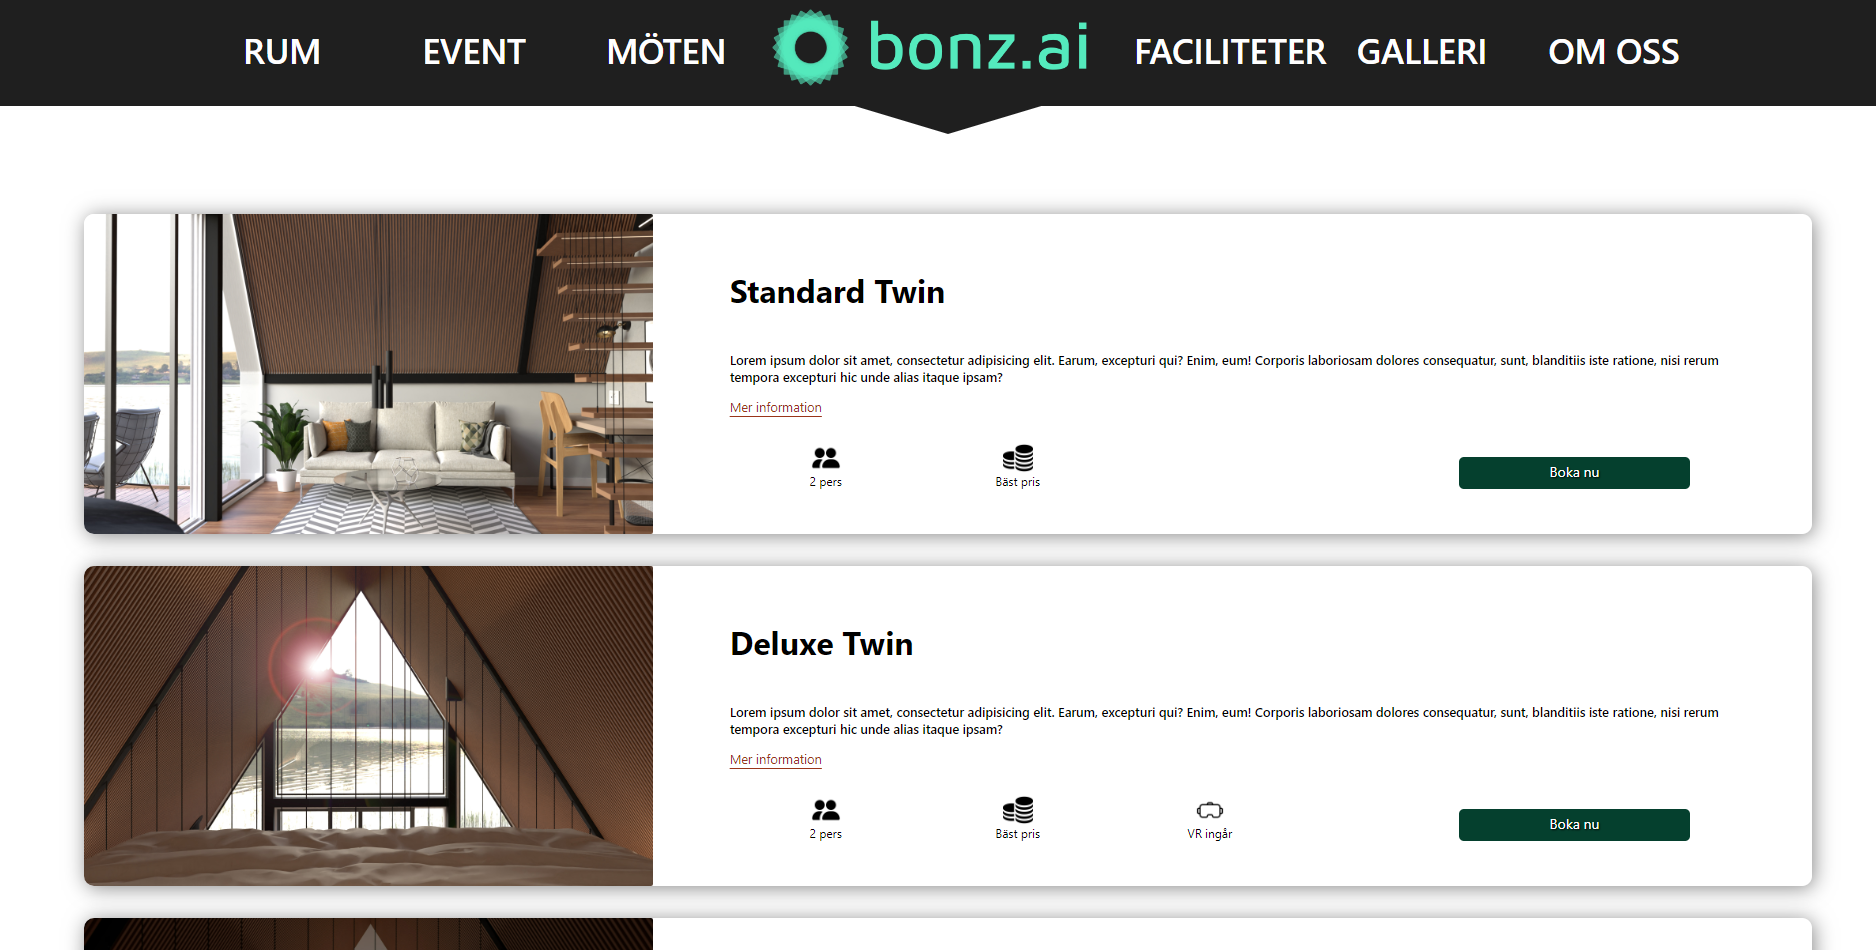 RUM EVENT MÖTEN bonz.ai FACILITETER GALLERI OM OSS
Standard Twin
Lorem ipsum dolor sit amet, consectetur adipisicing elit. Earum, excepturi qui? Enim, eum! Corporis laboriosam dolores consequatur, sunt, blanditiis iste ratione, nisi rerum
tempora excepturi hic unde alias itaque ipsam?
Mer information
2 pers Bäst pris Boka nu
Deluxe Twin
Lorem ipsum dolor sit amet, consectetur adipisicing elit. Earum, excepturi qui? Enim, eum! Corporis laboriosam dolores consequatur, sunt, blanditiis iste ratione, nisi rerum
tempora excepturi hic unde alias itaque ipsam?
Mer information
2 pers Bäst pris VR ingår Boka nu